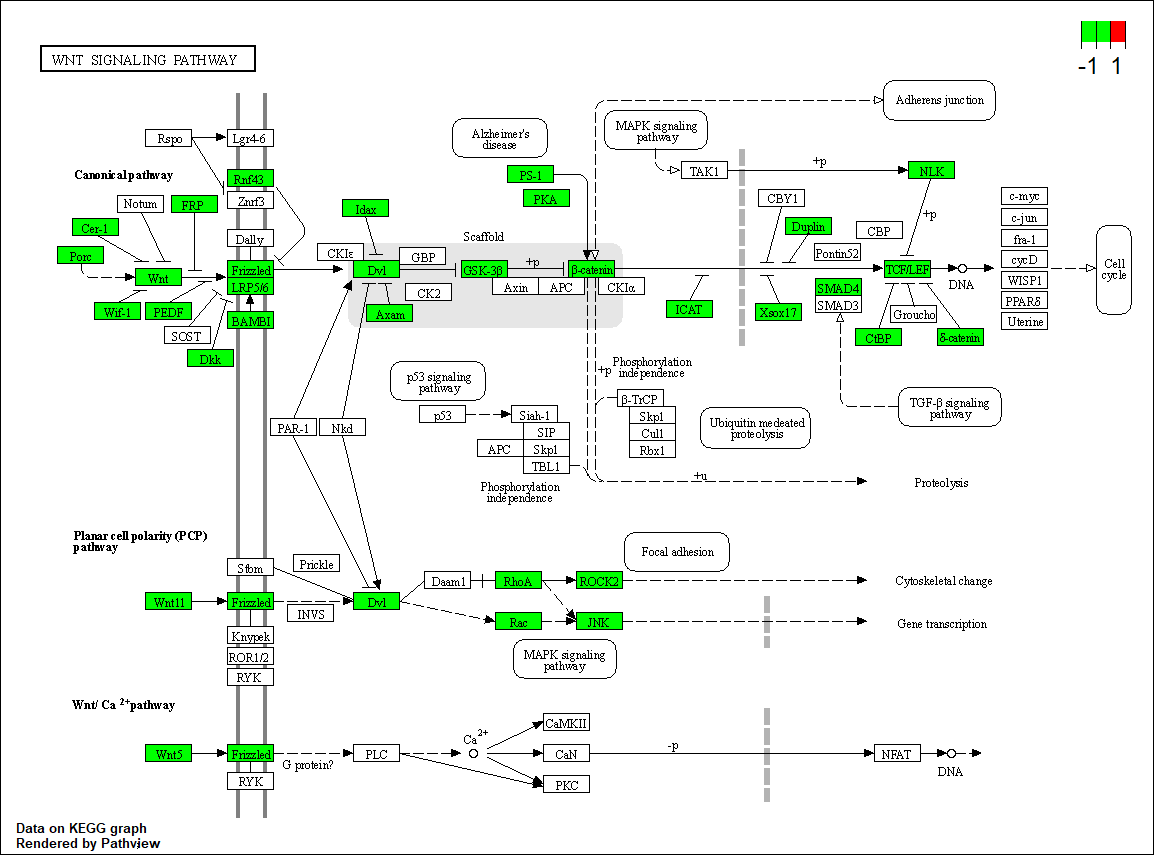 WNT SIGNALING PATHWAY
-1 1
Adherens junction
Alzheimer's
disease
MAPK signaling
pathway
Rspo
Lgr4-6
Canonical pathway
Rnf43
Znrf3
Notum
FRP
Cer-1
Porc
Wnt
Dally
Frizzled
LRP5/6
Wif-1
PEDF
SOST
BAMBI
Dkk
PS-1
PKA
Idax
Scaffold
CKIε
GBP
Dvl
CK2
Axam
GSK-3β
+p
β-catenin
Axin
APC
CKIα
TAK1
+p
NLK
+p
CBY1
Duplin
CBP
Pontin52
TCF/LEF
SMAD4
SMAD3
ICAT
Xsox17
CtBP
Groucho
δ-catenin
DNA
c-myc
c-jun
fra-1
cycD
WISP1
PPARδ
Uterine
Cell
cycle
p53 signaling
pathway
p53
Siah-1
SIP
APC
Skp1
TBL1
Phosphorylation
independence
+p
Phosphorylation
independence
β-TrCP
Skp1
Cul1
Rbx1
Ubiquitin medeated
proteolysis
TGF-β signaling
pathway
+u
Proteolysis
PAR-1
Nkd
Planar cell polarity (PCP)
pathway
Stbm
Prickle
Wnt11
Frizzled
INVS
Dvl
Knypek
ROR1/2
RYK
Daam1
RhoA
ROCK2
Focal adhesion
Cytoskeletal change
Rac
JNK
Gene transcription
MAPK signaling
pathway
Wnt/ Ca 2+pathway
Wnt5
Frizzled
RYK
G protein?
PLC
Ca2+
CaMKII
CaN
PKC
-p
NFAT
DNA
Data on KEGG graph
Rendered by Pathview